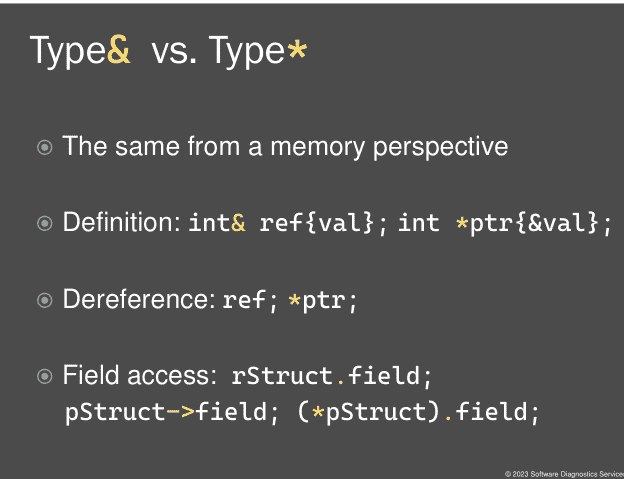 Type& vs. Type*
The same from a memory perspective
Definition: int& ref{val}; int *ptr{&val};
Dereference: ref; *ptr;
Field access: rStruct.field;
pStruct->field; (*pStruct).field;
© 2023 Software Diagnostics Services